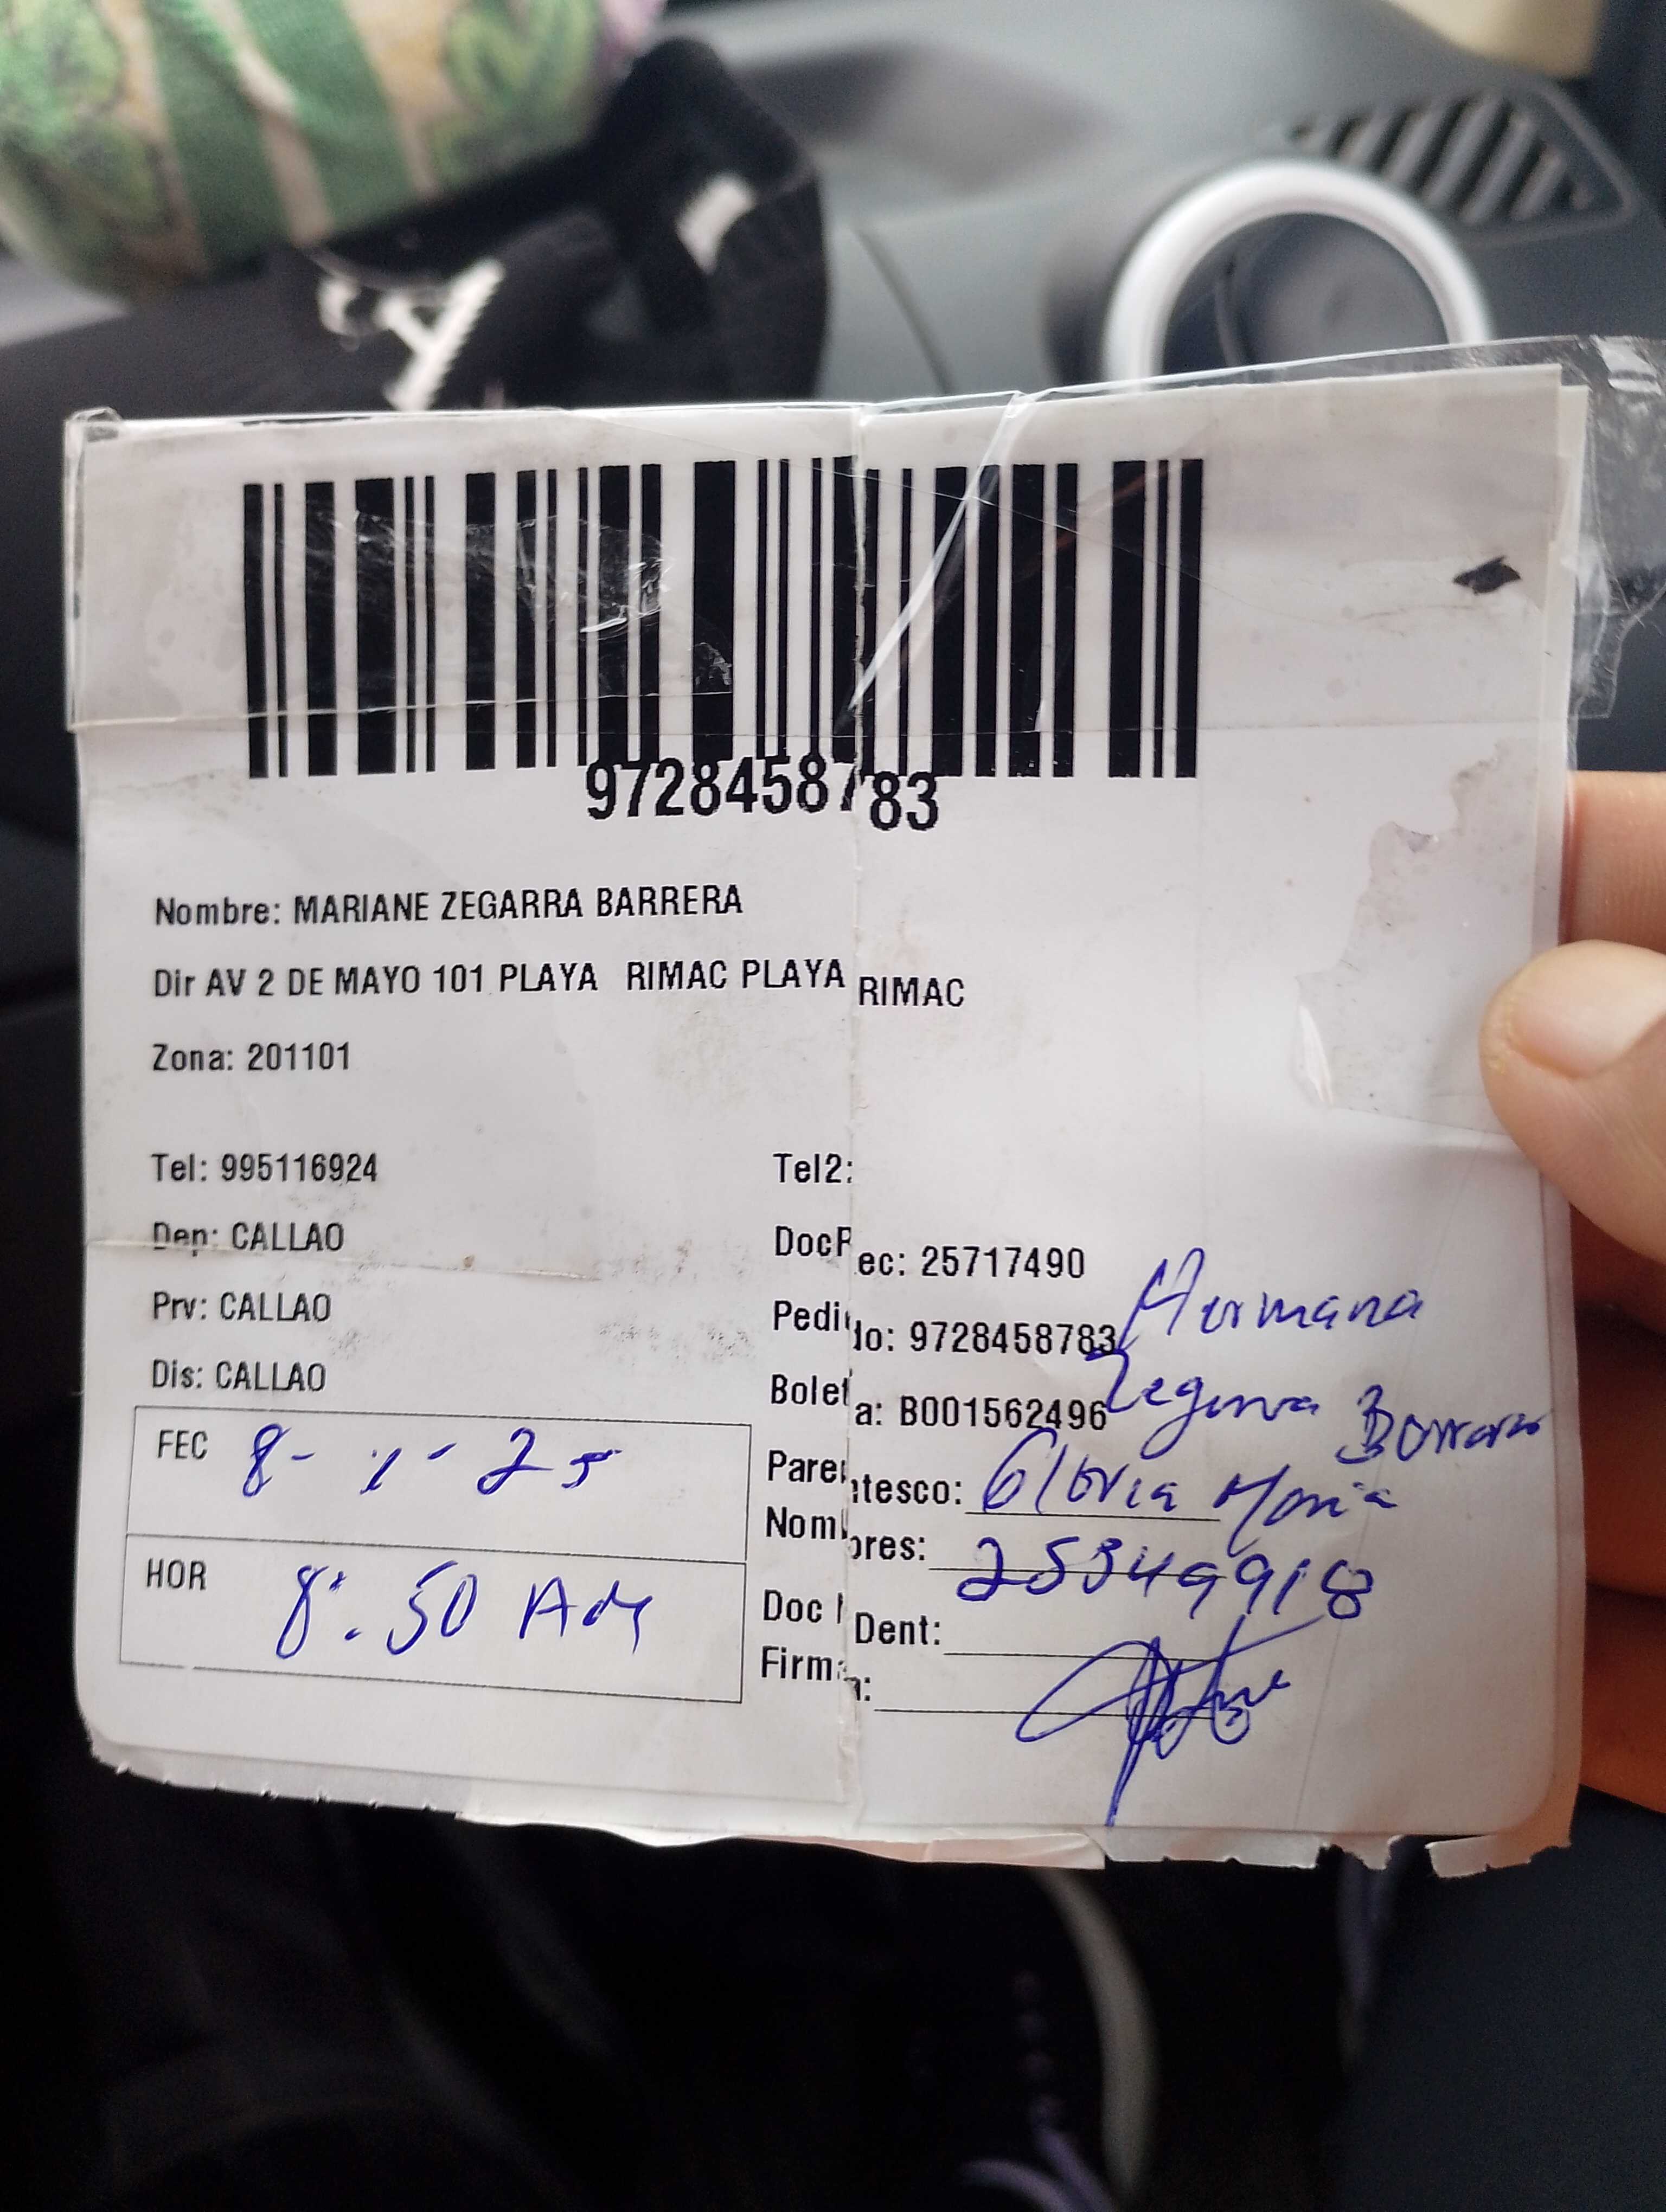 9728458783
Nombre: MARIANE ZEGARRA BARRERA
Dir AV 2 DE MAYO 101 PLAYA RIMAC PLAYA RIMAC
Zona: 201101
Tel: 995116924 Tel2:
Dep: CALLAO DocRec: 25717490
Hermana
Prv: CALLAO Pedido: 9728458783
Zegarra Barrera
Dis: CALLAO Boleta: B001562496
FEC 8-1-25 Parentesco: Gloria Maria
Nombres: 25349918
HOR 8:50 Am Doc Dent:
Firma: